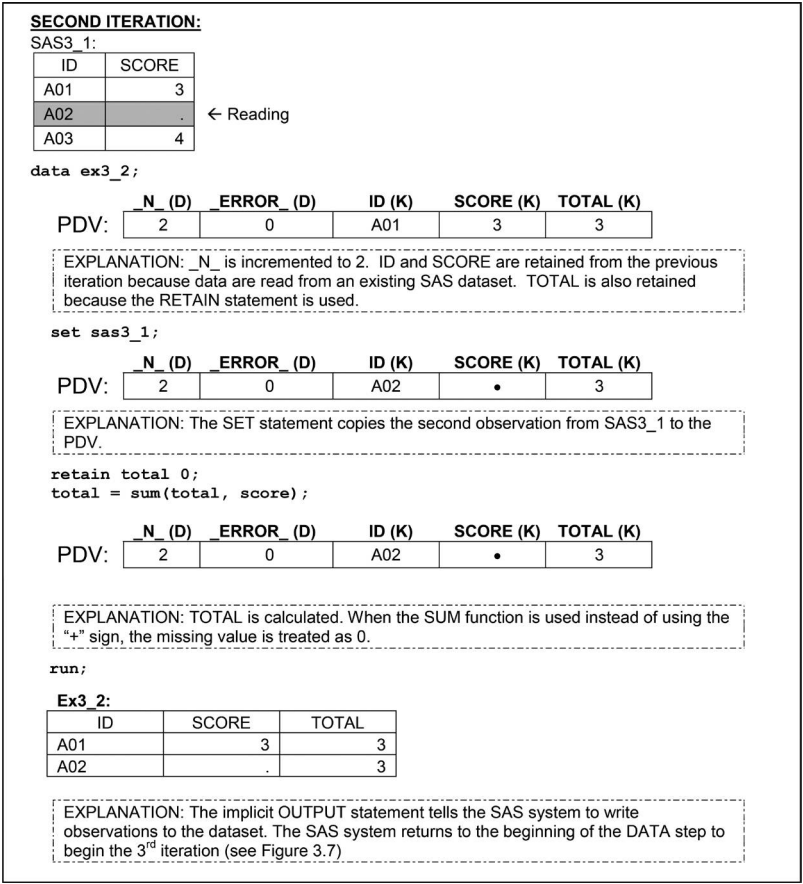 SECOND ITERATION:
SAS3_1:
ID SCORE
A01 3
A02 .
← Reading
A03 4
data ex3_2;
_N_ (D) _ERROR_ (D) ID (K) SCORE (K) TOTAL (K)
PDV: 2 0 A01 3 3
EXPLANATION: _N_ is incremented to 2. ID and SCORE are retained from the previous
iteration because data are read from an existing SAS dataset. TOTAL is also retained
because the RETAIN statement is used.
set sas3_1;
_N_ (D) _ERROR_ (D) ID (K) SCORE (K) TOTAL (K)
PDV: 2 0 A02 • 3
EXPLANATION: The SET statement copies the second observation from SAS3_1 to the
PDV.
retain total 0;
total = sum(total, score);
_N_ (D) _ERROR_ (D) ID (K) SCORE (K) TOTAL (K)
PDV: 2 0 A02 • 3
EXPLANATION: TOTAL is calculated. When the SUM function is used instead of using the
“+” sign, the missing value is treated as 0.
run;
Ex3_2:
ID SCORE TOTAL
A01 3 3
A02 . 3
EXPLANATION: The implicit OUTPUT statement tells the SAS system to write
observations to the dataset. The SAS system returns to the beginning of the DATA step to
begin the 3rd iteration (see Figure 3.7)